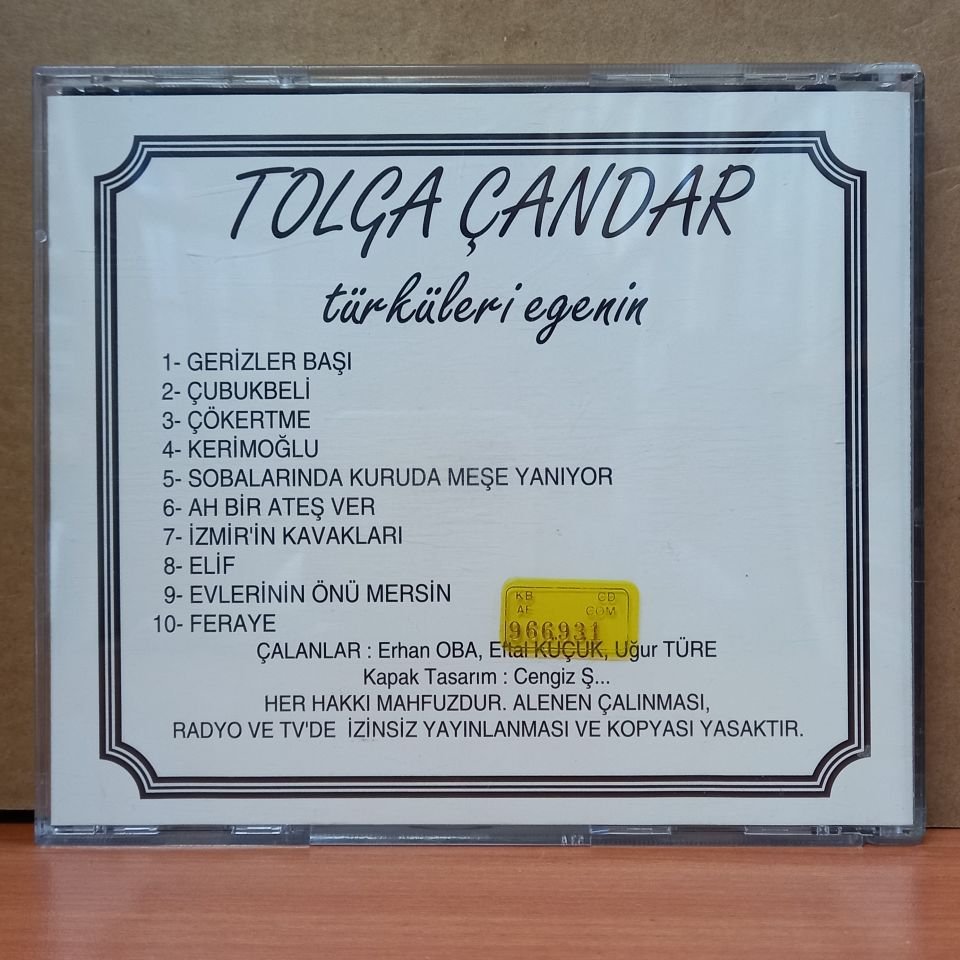 TOLGA ÇANDAR
türküleri egenin
1- GERİZLER BAŞI
2- ÇUBUKBELİ
3- ÇÖKERTME
4- KERİMOĞLU
5- SOBALARINDA KURUDA MEŞE YANIYOR
6- AH BİR ATEŞ VER
7- İZMİR'İN KAVAKLARI
8- ELİF
9- EVLERİNİN ÖNÜ MERSİN
10- FERAYE
KB CD
AE COM
966931
ÇALANLAR : Erhan OBA, Eftal KÜÇÜK, Uğur TÜRE
Kapak Tasarım : Cengiz Ş...
HER HAKKI MAHFUZDUR. ALENEN ÇALINMASI,
RADYO VE TV'DE İZİNSİZ YAYINLANMASI VE KOPYASI YASAKTIR.